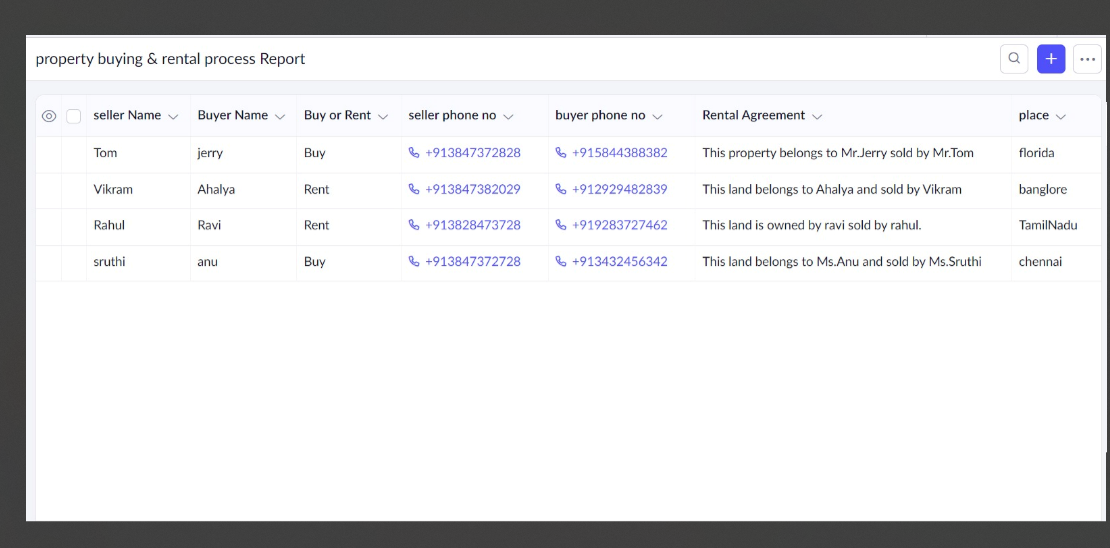 property buying & rental process Report
seller Name Buyer Name Buy or Rent seller phone no buyer phone no Rental Agreement place
Tom jerry Buy +913847372828 +915844388382 This property belongs to Mr.Jerry sold by Mr.Tom florida
Vikram Ahalya Rent +913847382029 +912929482839 This land belongs to Ahalya and sold by Vikram banglore
Rahul Ravi Rent +913828473728 +919283727462 This land is owned by ravi sold by rahul. TamilNadu
sruthi anu Buy +913847372728 +913432456342 This land belongs to Ms.Anu and sold by Ms.Sruthi chennai